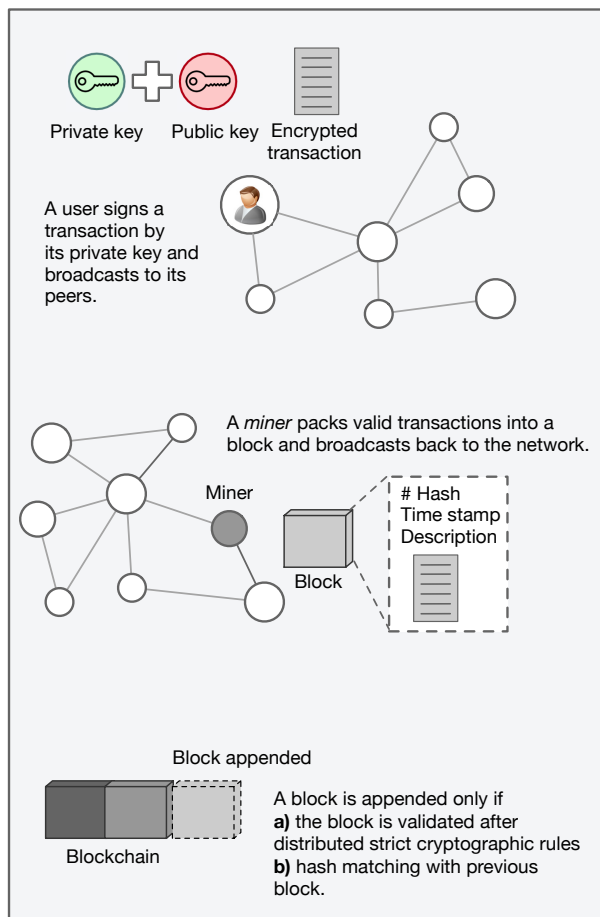 Private key
Public key
Encrypted
transaction
A user signs a
transaction by
its private key and
broadcasts to its
peers.
A miner packs valid transactions into a
block and broadcasts back to the network.
Miner
# Hash
Time stamp
Description
Block
Block appended
Blockchain
A block is appended only if
a) the block is validated after
distributed strict cryptographic rules
b) hash matching with previous
block.